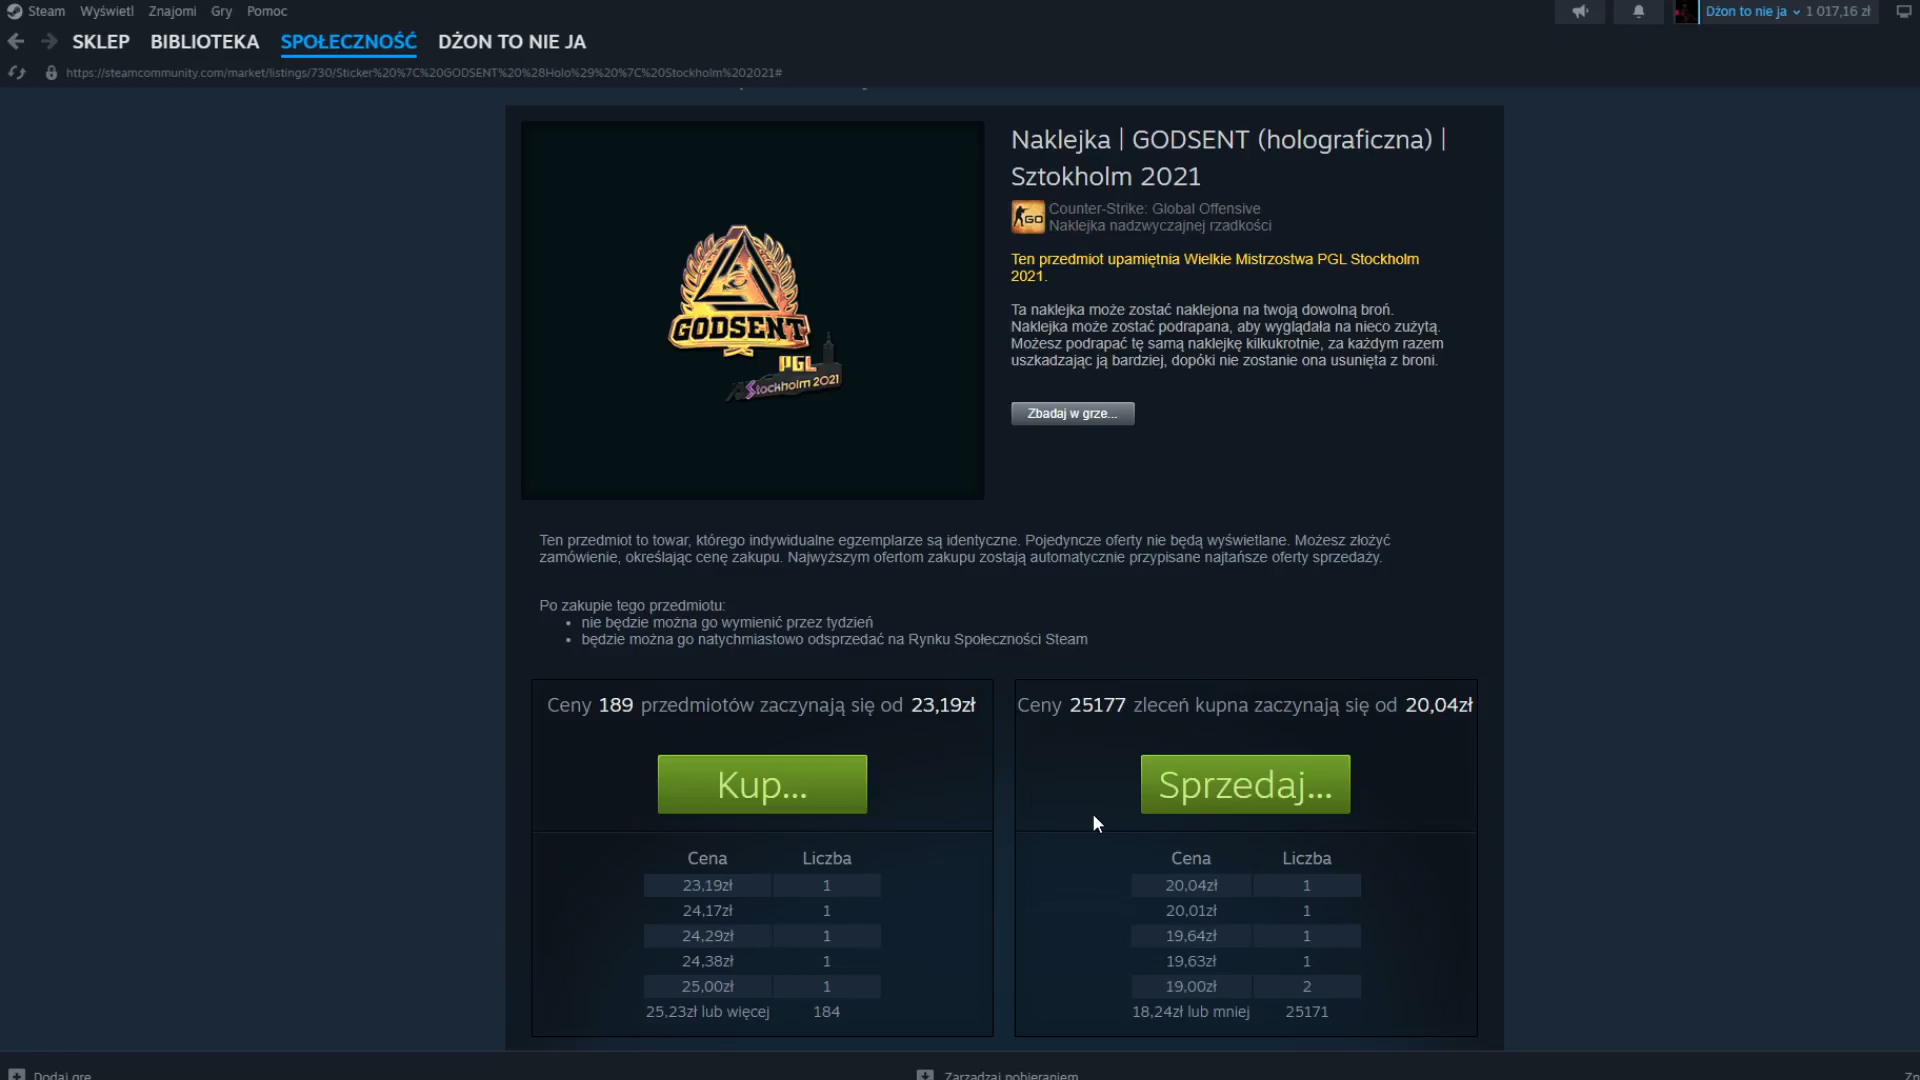 Steam Wyświetl Znajomi Gry Pomoc
Dżon to nie ja 1 017,16 zł
SKLEP BIBLIOTEKA SPOŁECZNOŚĆ DŻON TO NIE JA
https://steamcommunity.com/market/listings/730/Sticker%20%7C%20GODSENT%20%28Holo%29%20%7C%20Stockholm%202021#
Naklejka | GODSENT (holograficzna) |
Sztokholm 2021
GO
Counter-Strike: Global Offensive
Naklejka nadzwyczajnej rzadkości
Ten przedmiot upamiętnia Wielkie Mistrzostwa PGL Stockholm
2021.
Ta naklejka może zostać naklejona na twoją dowolną broń.
Naklejka może zostać podrapana, aby wyglądała na nieco zużytą.
Możesz podrapać tę samą naklejkę kilkukrotnie, za każdym razem
uszkadzając ją bardziej, dopóki nie zostanie ona usunięta z broni.
Zbadaj w grze...
GODSENT
PGL
Stockholm 2021
Ten przedmiot to towar, którego indywidualne egzemplarze są identyczne. Pojedyncze oferty nie będą wyświetlane. Możesz złożyć
zamówienie, określając cenę zakupu. Najwyższym ofertom zakupu zostają automatycznie przypisane najtańsze oferty sprzedaży.
Po zakupie tego przedmiotu:
• nie będzie można go wymienić przez tydzień
• będzie można go natychmiastowo odsprzedać na Rynku Społeczności Steam
Ceny 189 przedmiotów zaczynają się od 23,19zł
Kup...
Cena Liczba
23,19zł 1
24,17zł 1
24,29zł 1
24,38zł 1
25,00zł 1
25,23zł lub więcej 184
Ceny 25177 zleceń kupna zaczynają się od 20,04zł
Sprzedaj...
Cena Liczba
20,04zł 1
20,01zł 1
19,64zł 1
19,63zł 1
19,00zł 2
18,24zł lub mniej 25171
Dodaj grę
Zarządzaj pobieraniem
Zn